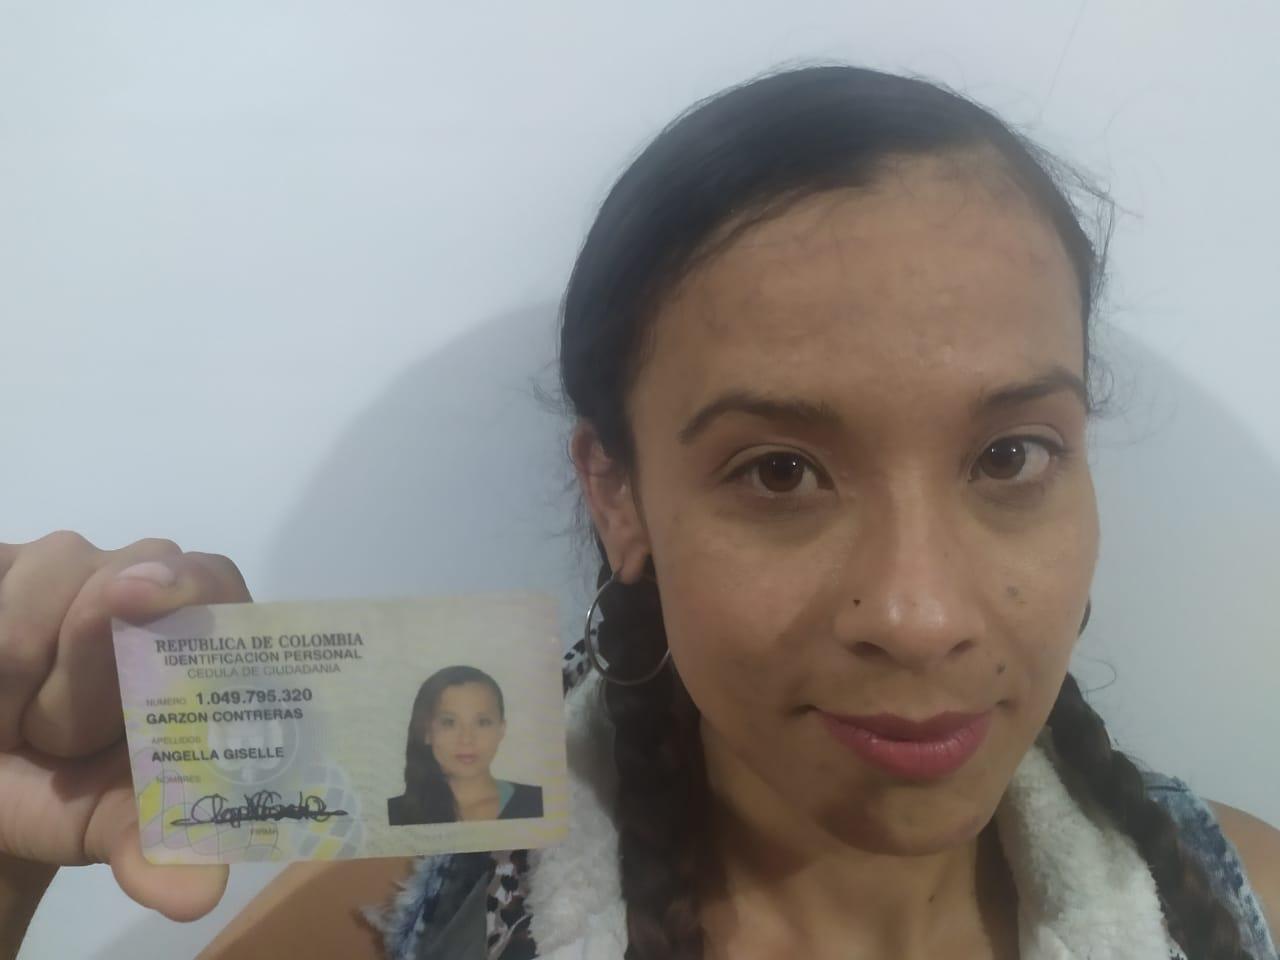 REPUBLICA DE COLOMBIA
IDENTIFICACION PERSONAL
CEDULA DE CIUDADANIA
NUMERO 1.049.795.320
GARZON CONTRERAS
APELLIDOS
ANGELLA GISELLE
NOMBRES
FIRMA